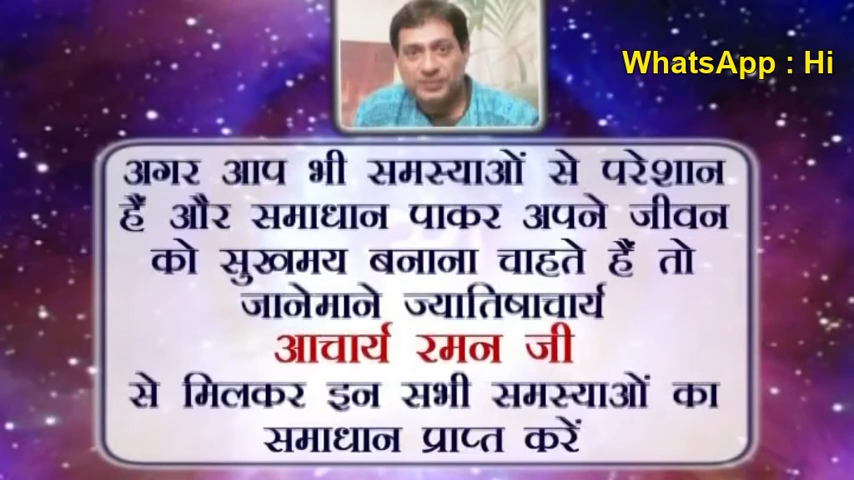 WhatsApp : Hi
अगर आप भी समस्याओं से परेशान
हैं और समाधान पाकर अपने जीवन
को सुखमय बनाना चाहते हैं तो
जानेमाने ज्यातिषाचार्य
आचार्य रमन जी
से मिलकर इन सभी समस्याओं का
समाधान प्राप्त करें